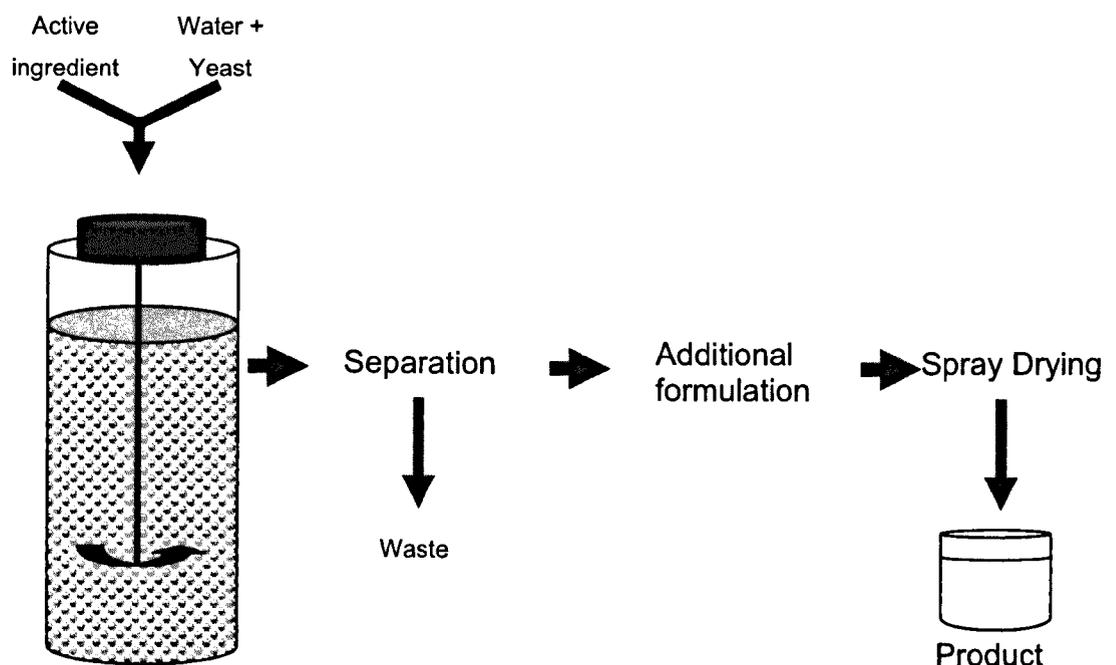 Active
ingredient
Water +
Yeast
Separation
Additional
formulation
Spray Drying
Waste
Product